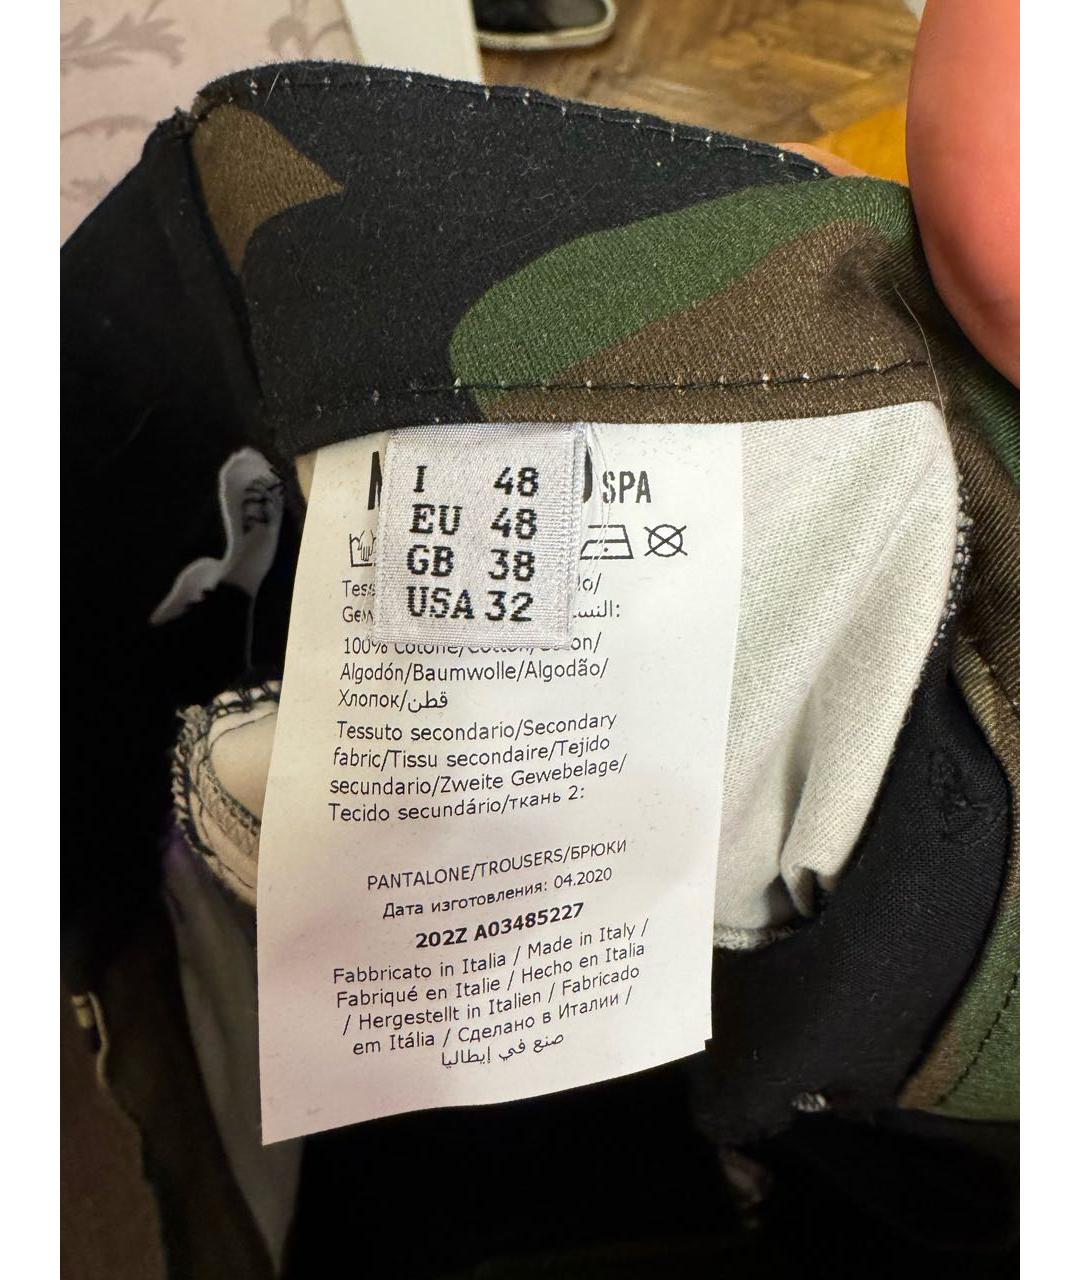 I 48
EU 48
GB 38
USA 32
SPA
100% Cotone/Cotton/
Algodón/Baumwolle/Algodão/
Хлопок/قطن
Tessuto secondario/Secondary
fabric/Tissu secondaire/Tejido
secundario/Zweite Gewebelage/
Tecido secundário/ткань 2:
PANTALONE/TROUSERS/БРЮКИ
Дата изготовления: 04.2020
202Z A03485227
Fabbricato in Italia / Made in Italy /
Fabriqué en Italie / Hecho en Italia
/ Hergestellt in Italien / Fabricado
em Itália / Сделано в Италии /
صنع في إيطاليا